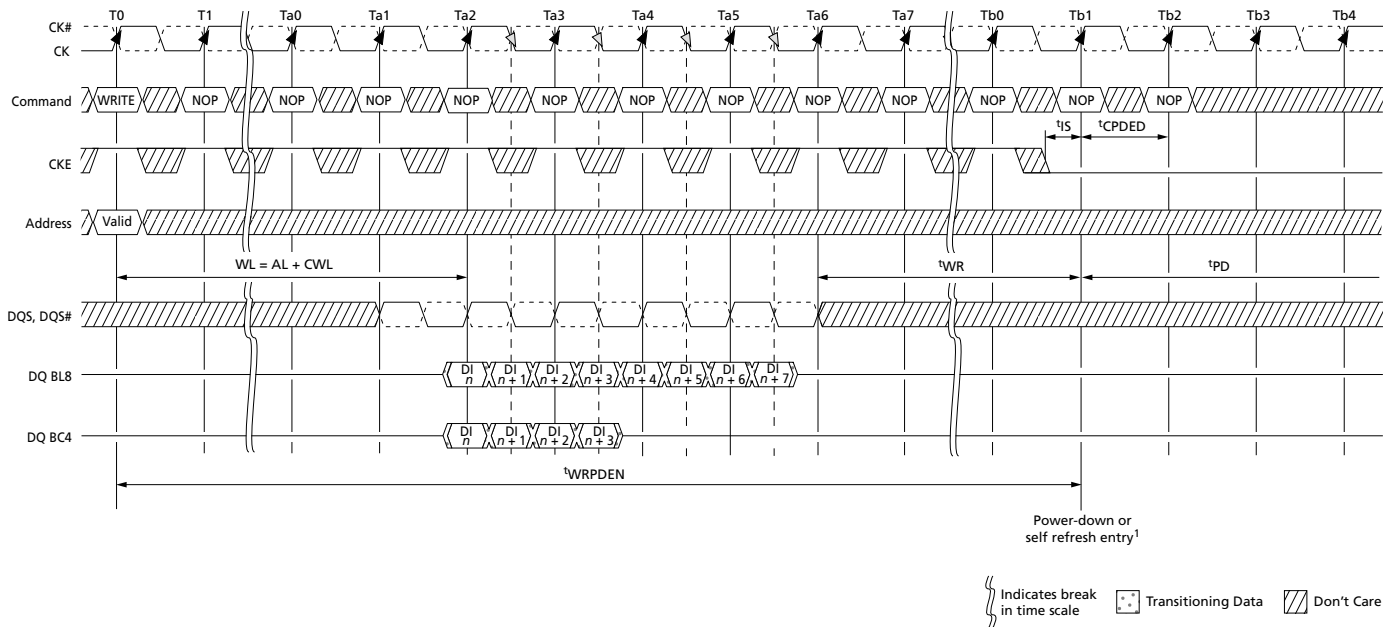 T0 T1 Ta0 Ta1 Ta2 Ta3 Ta4 Ta5 Ta6 Ta7 Tb0 Tb1 Tb2 Tb3 Tb4
CK#
CK
Command WRITE NOP NOP NOP NOP NOP NOP NOP NOP NOP NOP NOP NOP
tIS tCPDED
CKE
Address Valid
WL = AL + CWL tWR tPD
DQS, DQS#
DQ BL8 DI n DI n + 1 DI n + 2 DI n + 3 DI n + 4 DI n + 5 DI n + 6 DI n + 7
DQ BC4 DI n DI n + 1 DI n + 2 DI n + 3
tWRPDEN
Power-down or
self refresh entry1
Indicates break
in time scale
Transitioning Data
Don't Care